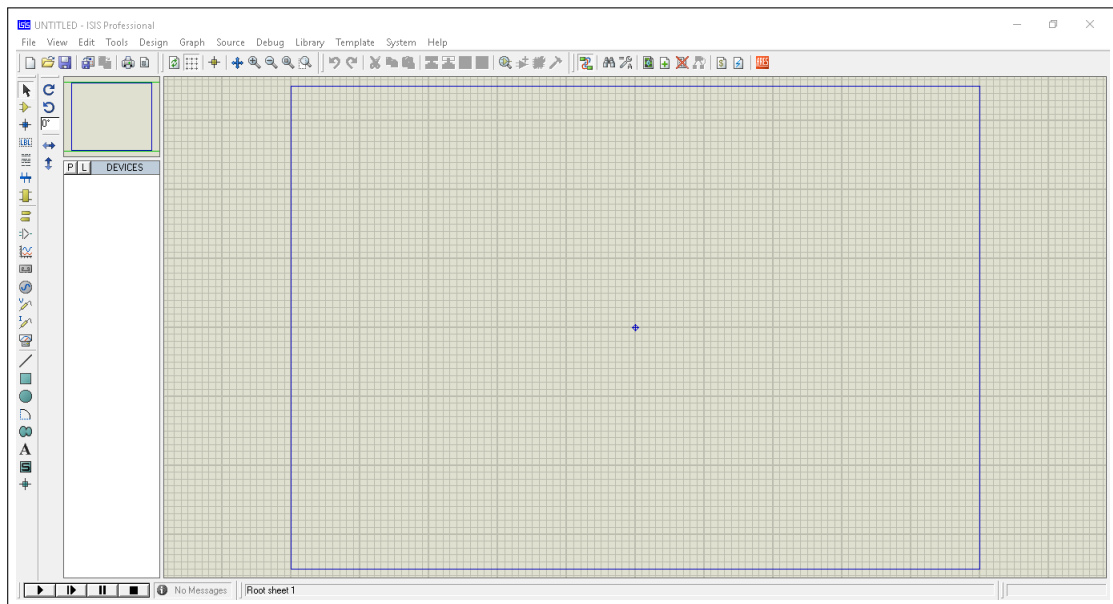 ISIS UNTITLED - ISIS Professional
File View Edit Tools Design Graph Source Debug Library Template System Help
ARES
0°
LBL
P L DEVICES
V
I
A
S
No Messages Root sheet 1